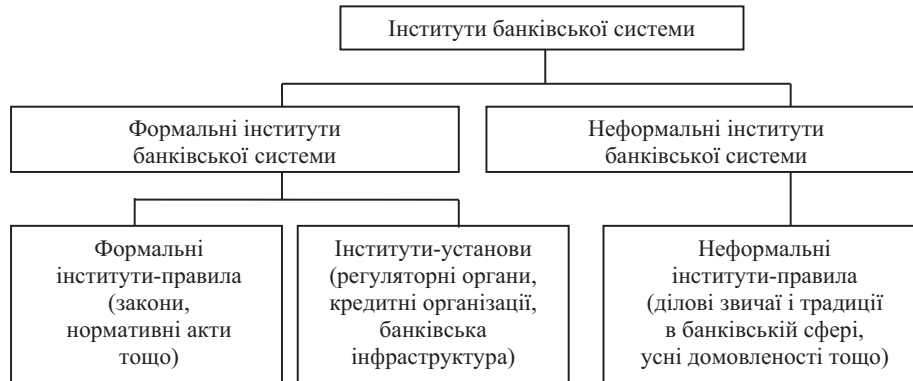 Інститути банківської системи
Формальні інститути
банківської системи
Неформальні інститути
банківської системи
Формальні
інститути-правила
(закони,
нормативні акти
тощо)
Інститути-установи
(регуляторні органи,
кредитні організації,
банківська
інфраструктура)
Неформальні
інститути-правила
(ділові звичаї і традиції
в банківській сфері,
усні домовленості тощо)